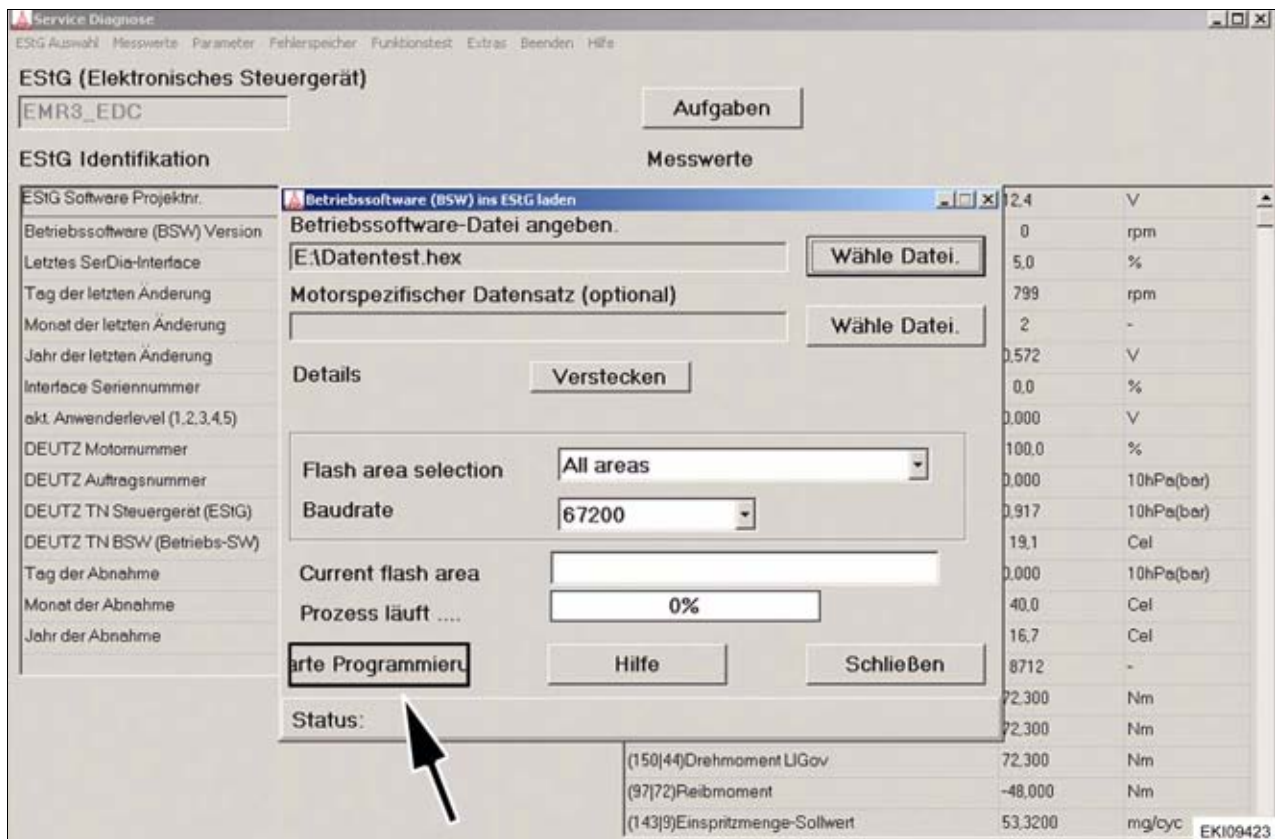 Service Diagnose
EStG Auswahl Messwerte Parameter Fehlerspeicher Funktionstest Extras Beenden Hilfe
EStG (Elektronisches Steuergerät)
EMR3_EDC
Aufgaben
EStG Identifikation
Messwerte
EStG Software Projektnr.
Betriebssoftware (BSW) Version
Letztes SerDia-Interface
Tag der letzten Änderung
Monat der letzten Änderung
Jahr der letzten Änderung
Interface Seriennummer
akt. Anwenderlevel (1,2,3,4,5)
DEUTZ Motornummer
DEUTZ Auftragsnummer
DEUTZ TN Steuergerät (EStG)
DEUTZ TN BSW (Betriebs-SW)
Tag der Abnahme
Monat der Abnahme
Jahr der Abnahme
Betriebssoftware (BSW) ins EStG laden
Betriebssoftware-Datei angeben.
E:\Datentest.hex
Wähle Datei.
Motorspezifischer Datensatz (optional)
Wähle Datei.
Details
Verstecken
Flash area selection
All areas
Baudrate
67200
Current flash area
Prozess läuft ....
0%
arte Programmieru
Hilfe
Schließen
Status:
12.4 V
0 rpm
5,0 %
799 rpm
2 -
0,572 V
0,0 %
0,000 V
100,0 %
0,000 10hPa(bar)
0,917 10hPa(bar)
19,1 Cel
0,000 10hPa(bar)
40,0 Cel
16,7 Cel
8712 -
72,300 Nm
72,300 Nm
(150|44)Drehmoment LIGov 72,300 Nm
(97|72)Reibmoment -48,000 Nm
(143|9)Einspritzmenge-Sollwert 53,3200 mg/cyc
EKI09423